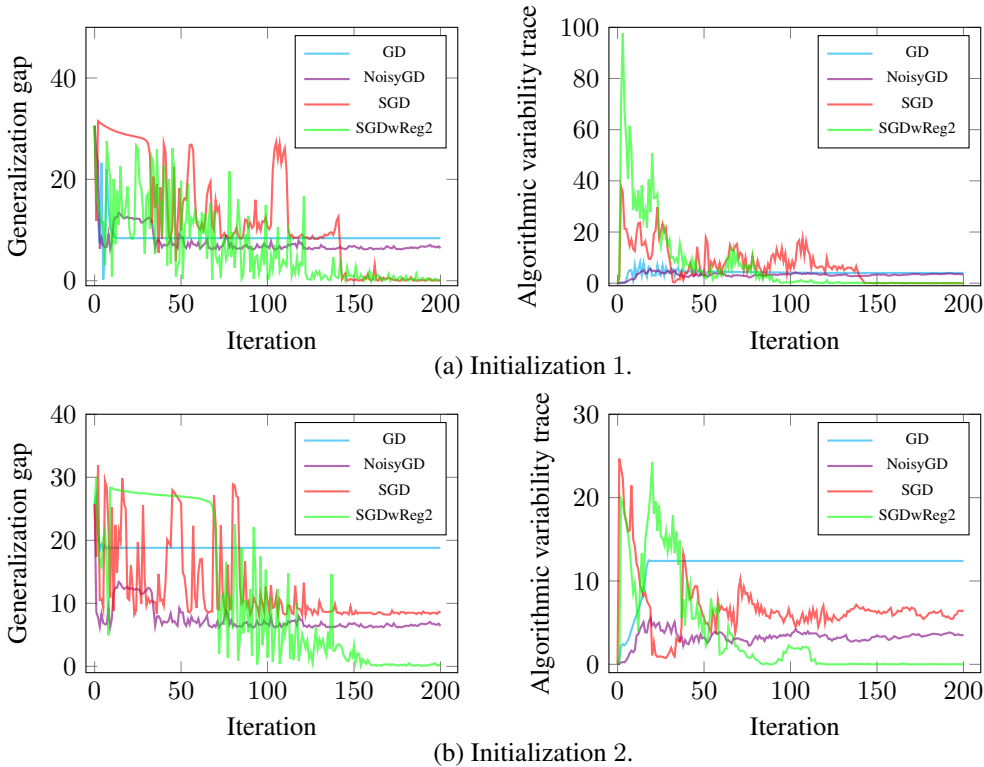 Generalization gap
40
20
0
0
50
100
150
200
Iteration
GD
NoisyGD
SGD
SGDwReg2
Algorithmic variability trace
100
80
60
40
20
0
0
50
100
150
200
Iteration
GD
NoisyGD
SGD
SGDwReg2
(a) Initialization 1.
Generalization gap
40
30
20
10
0
0
50
100
150
200
Iteration
GD
NoisyGD
SGD
SGDwReg2
Algorithmic variability trace
30
20
10
0
0
50
100
150
200
Iteration
GD
NoisyGD
SGD
SGDwReg2
(b) Initialization 2.